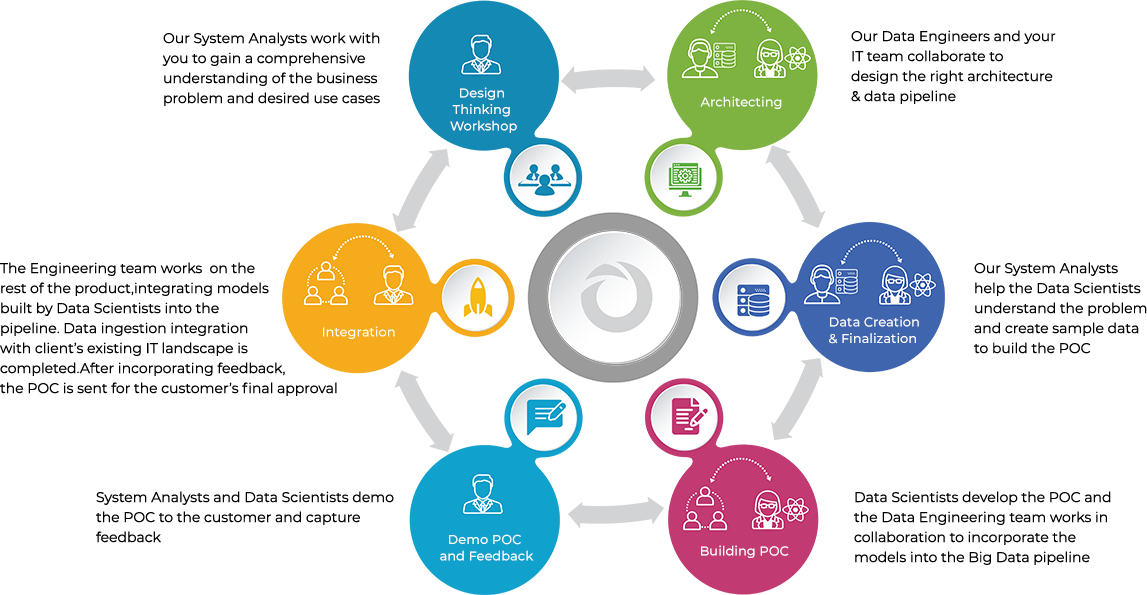 Our System Analysts work with
you to gain a comprehensive
understanding of the business
problem and desired use cases
Design
Thinking
Workshop
Architecting
Our Data Engineers and your
IT team collaborate to
design the right architecture
& data pipeline
The Engineering team works  on the
rest of the product,integrating models
built by Data Scientists into the
pipeline. Data ingestion integration
with client's existing IT landscape is
completed.After incorporating feedback,
the POC is sent for the customer's final approval
Integration
Data Creation
& Finalization
Our System Analysts
help the Data Scientists
understand the problem
and create sample data
to build the POC
System Analysts and Data Scientists demo
the POC to the customer and capture
feedback
Demo POC
and Feedback
Building POC
Data Scientists develop the POC and
the Data Engineering team works in
collaboration to incorporate the
models into the Big Data pipeline